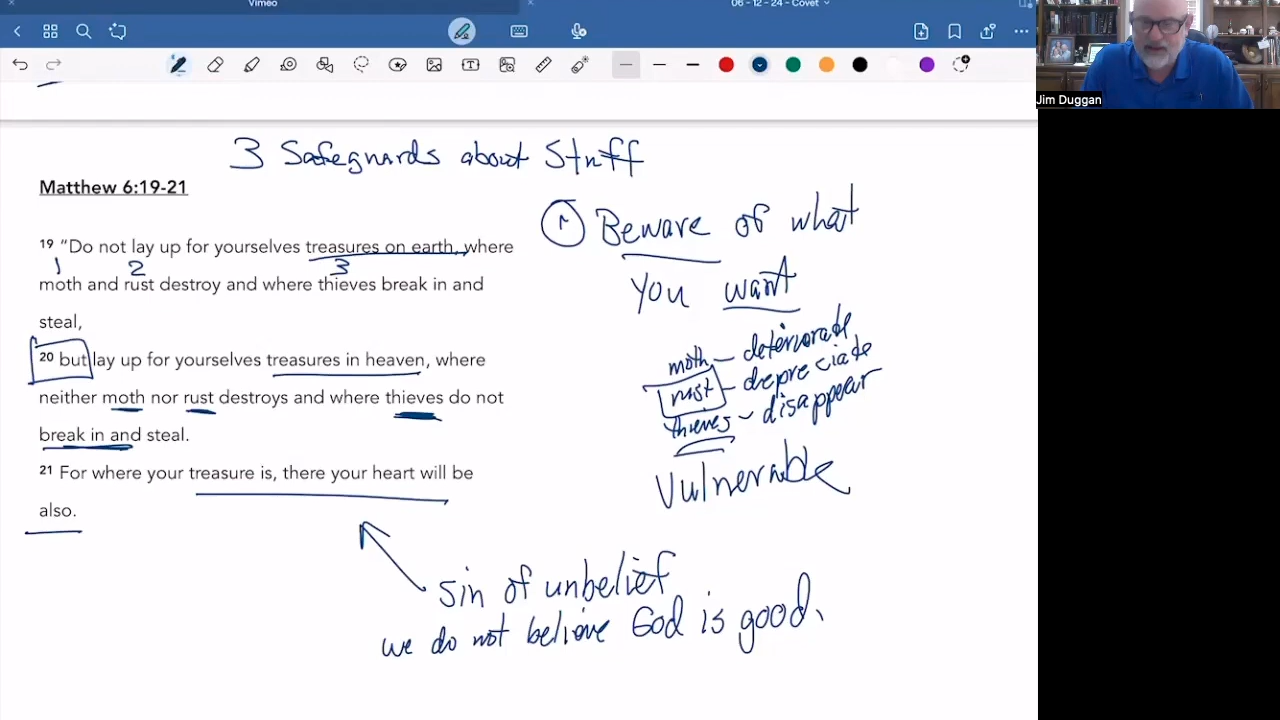 Vimeo
06 - 12 - 24 - Covet
Jim Duggan
3 Safeguards about Stuff
Matthew 6:19-21
19 “Do not lay up for yourselves treasures on earth, where
1 2 3
moth and rust destroy and where thieves break in and
steal,
20 but lay up for yourselves treasures in heaven, where
neither moth nor rust destroys and where thieves do not
break in and steal.
21 For where your treasure is, there your heart will be
also.
1 Beware of what
you want
moth - deteriorade
rust - depreciade
thieves - disappear
Vulnerable
sin of unbelief
we do not believe God is good.